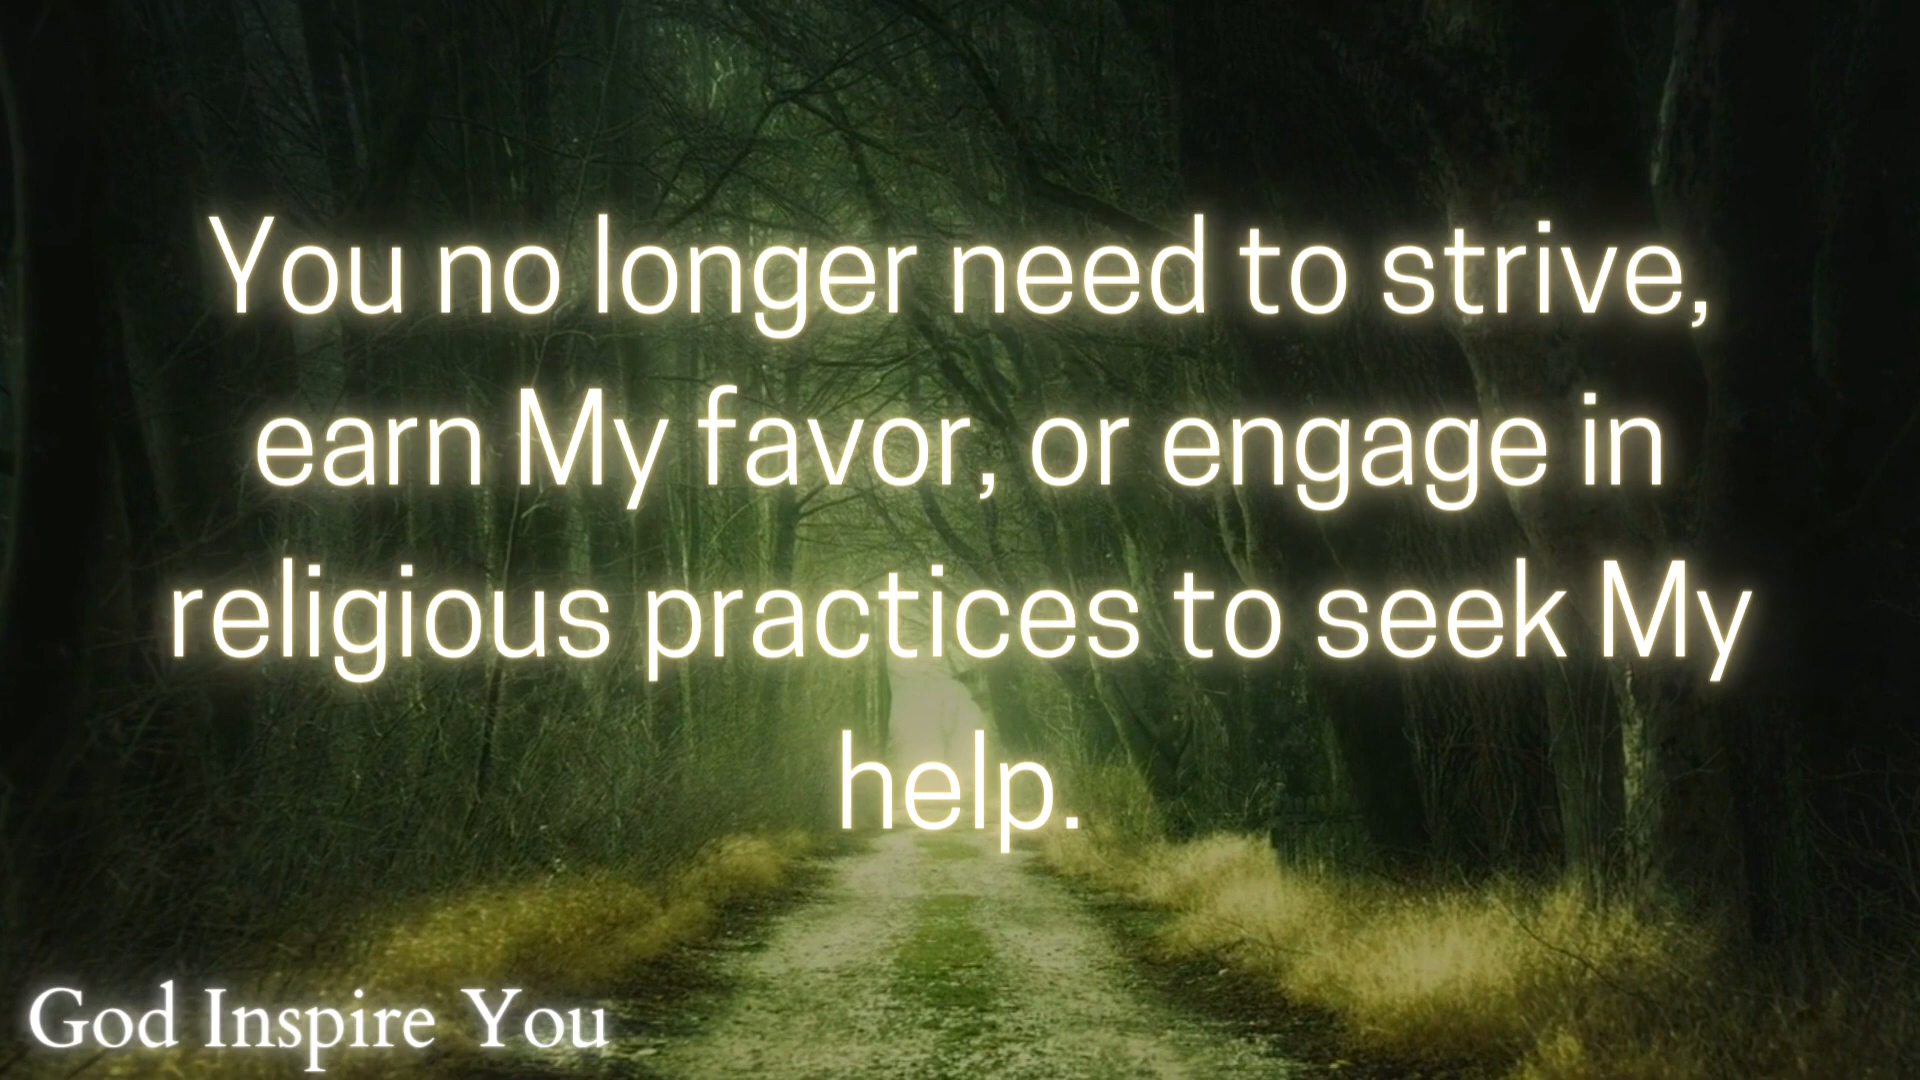 You no longer need to strive,
earn My favor, or engage in
religious practices to seek My
help.
God Inspire You